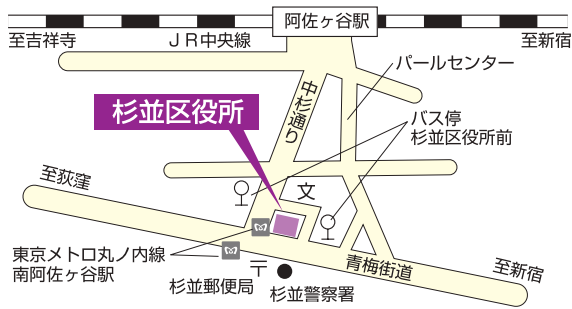 阿佐ヶ谷駅
至吉祥寺
ＪＲ中央線
至新宿
パールセンター
中杉通り
杉並区役所
バス停
杉並区役所前
至荻窪
文
東京メトロ丸ノ内線
南阿佐ヶ谷駅
青梅街道
至新宿
〒
杉並郵便局
杉並警察署